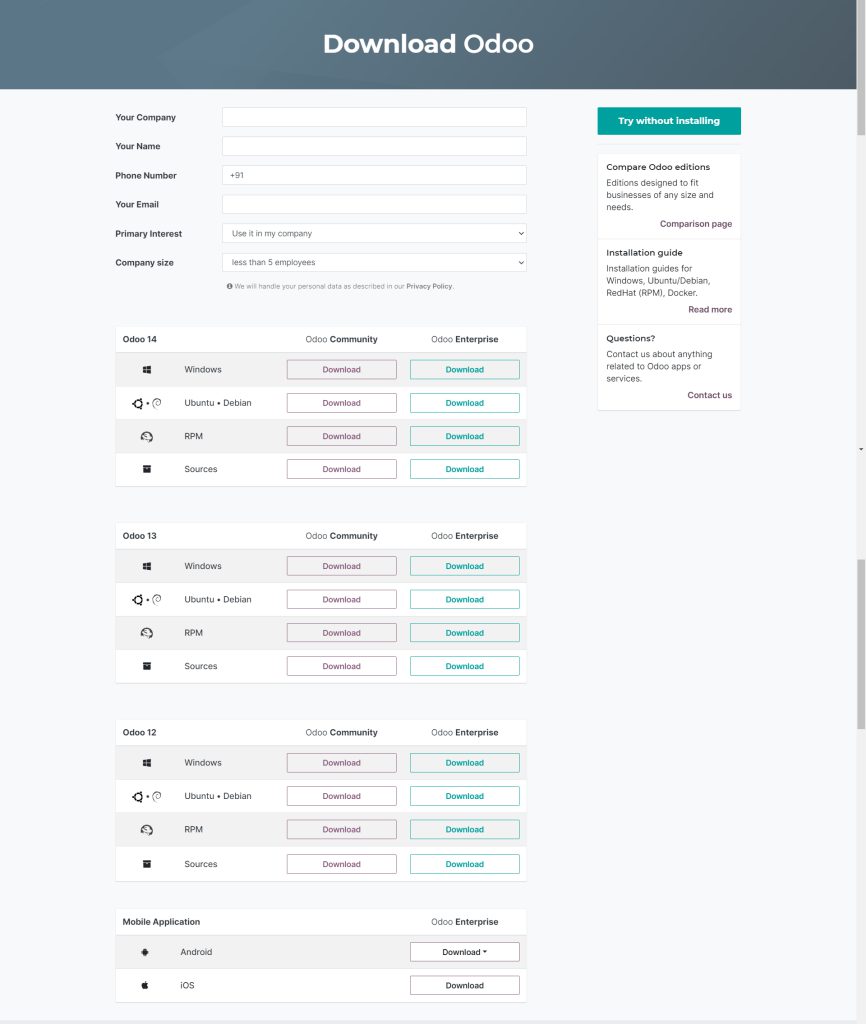 Download Odoo
Your Company
Your Name
Phone Number +91
Your Email
Primary Interest Use it in my company
Company size less than 5 employees
We will handle your personal data as described in our Privacy Policy.
Try without installing
Compare Odoo editions
Editions designed to fit
businesses of any size and
needs.
Comparison page
Installation guide
Installation guides for
Windows, Ubuntu/Debian,
RedHat (RPM), Docker.
Read more
Questions?
Contact us about anything
related to Odoo apps or
services.
Contact us
Odoo 14 Odoo Community Odoo Enterprise
Windows Download Download
Ubuntu • Debian Download Download
RPM Download Download
Sources Download Download
Odoo 13 Odoo Community Odoo Enterprise
Windows Download Download
Ubuntu • Debian Download Download
RPM Download Download
Sources Download Download
Odoo 12 Odoo Community Odoo Enterprise
Windows Download Download
Ubuntu • Debian Download Download
RPM Download Download
Sources Download Download
Mobile Application Odoo Enterprise
Android Download
iOS Download